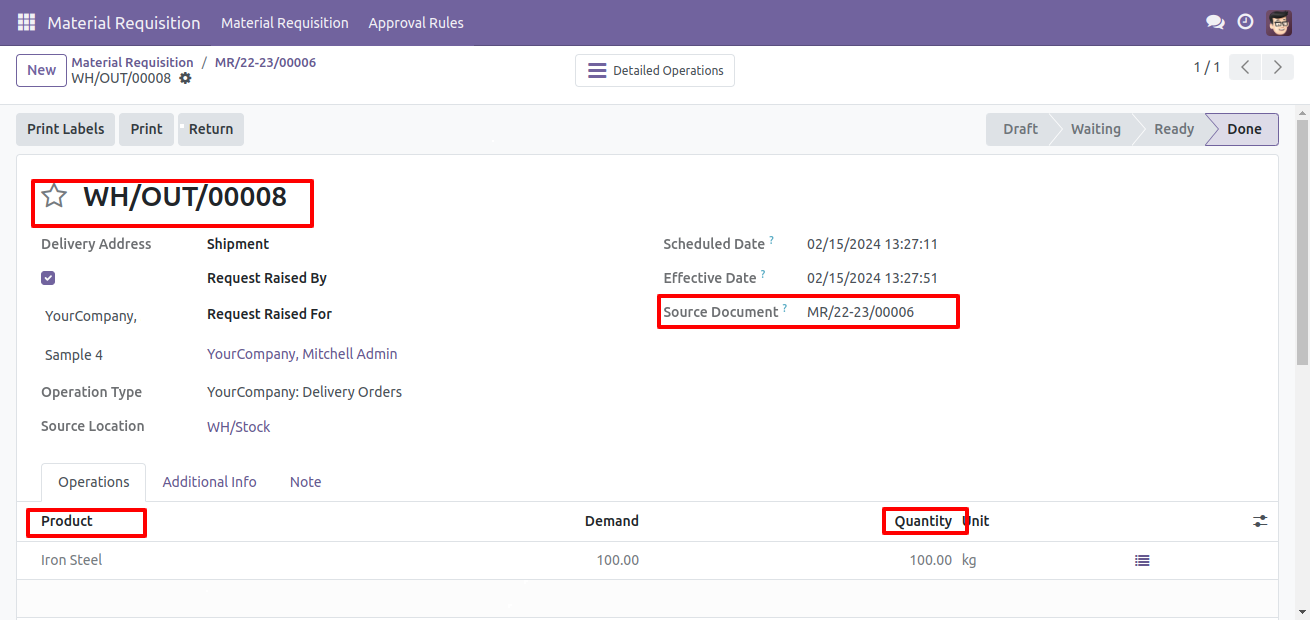 Material Requisition Material Requisition Approval Rules
New Material Requisition / MR/22-23/00006
WH/OUT/00008
Detailed Operations
1 / 1
Print Labels Print Return
Draft Waiting Ready Done
WH/OUT/00008
Delivery Address Shipment Scheduled Date ? 02/15/2024 13:27:11
Request Raised By Effective Date ? 02/15/2024 13:27:51
YourCompany, Request Raised For Source Document ? MR/22-23/00006
Sample 4 YourCompany, Mitchell Admin
Operation Type YourCompany: Delivery Orders
Source Location WH/Stock
Operations Additional Info Note
Product Demand Quantity Unit
Iron Steel 100.00 100.00 kg